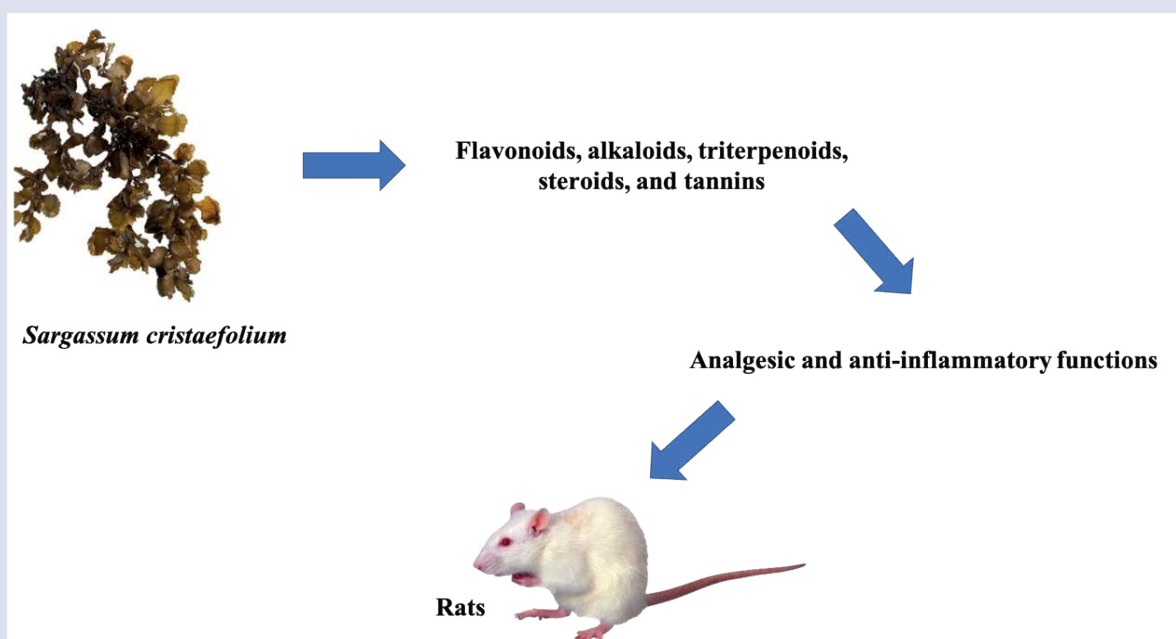 Flavonoids, alkaloids, triterpenoids,
steroids, and tannins
Sargassum cristaefolium
Analgesic and anti-inflammatory functions
Rats